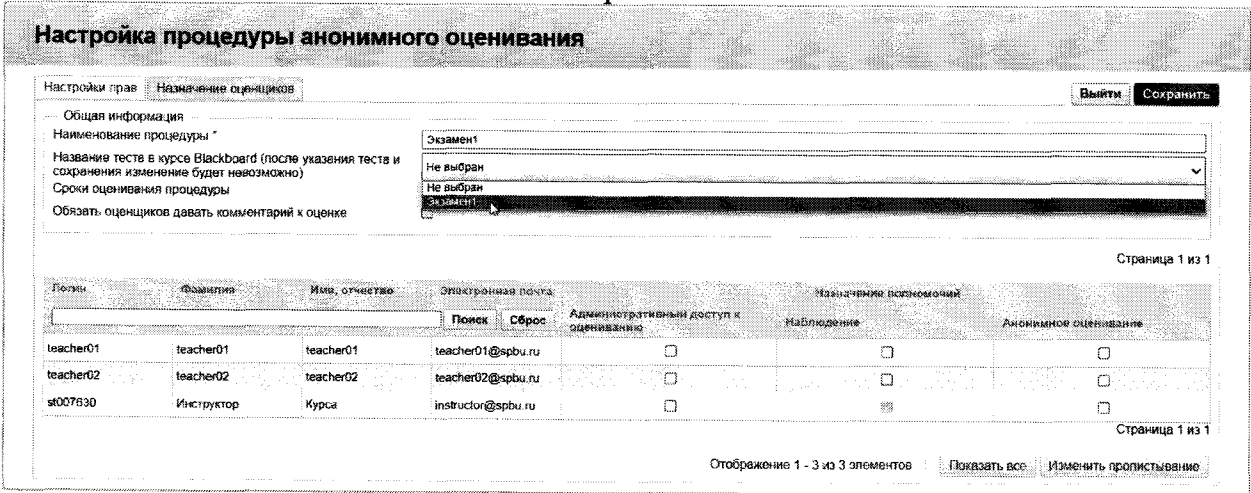 Настройка процедуры анонимного оценивания
Настройки прав Назначение оценщиков
Выйти Сохранить
Общая информация
Наименование процедуры *
Экзамен1
Название теста в курсе Blackboard (после указания теста и
сохранения изменение будет невозможно)
Не выбран
Сроки оценивания процедуры
Не выбран
Экзамен1
Обязать оценщиков давать комментарий к оценке
Страница 1 из 1
Логин Фамилия Имя, отчество Электронная почта Назначение полномочий
Поиск Сброс
Административный доступ к
оцениванию
Наблюдение
Анонимное оценивание
teacher01 teacher01 teacher01 teacher01@spbu.ru
teacher02 teacher02 teacher02 teacher02@spbu.ru
st007630 Инструктор Курса instructor@spbu.ru
Страница 1 из 1
Отображение 1 - 3 из 3 элементов Показать все Изменить пролистывание